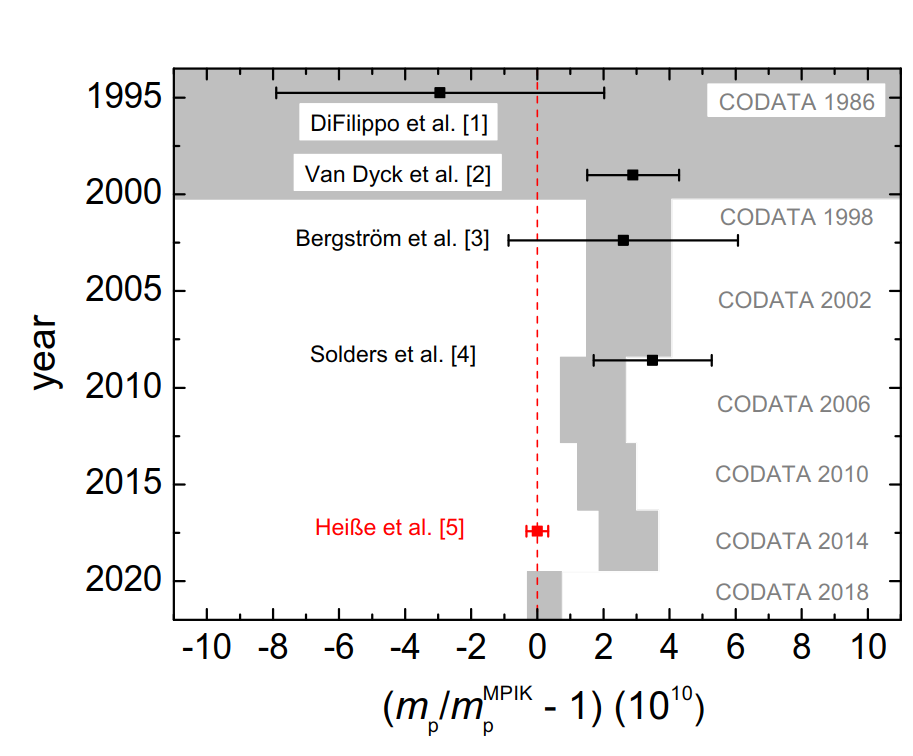 1995
CODATA 1986
DiFilippo et al. [1]
Van Dyck et al. [2]
2000
CODATA 1998
Bergström et al. [3]
2005
CODATA 2002
Solders et al. [4]
2010
CODATA 2006
2015
CODATA 2010
Heiße et al. [5]
CODATA 2014
2020
CODATA 2018
year
-10 -8 -6 -4 -2 0 2 4 6 8 10
(mp/mpMPIK - 1) (10¹⁰)